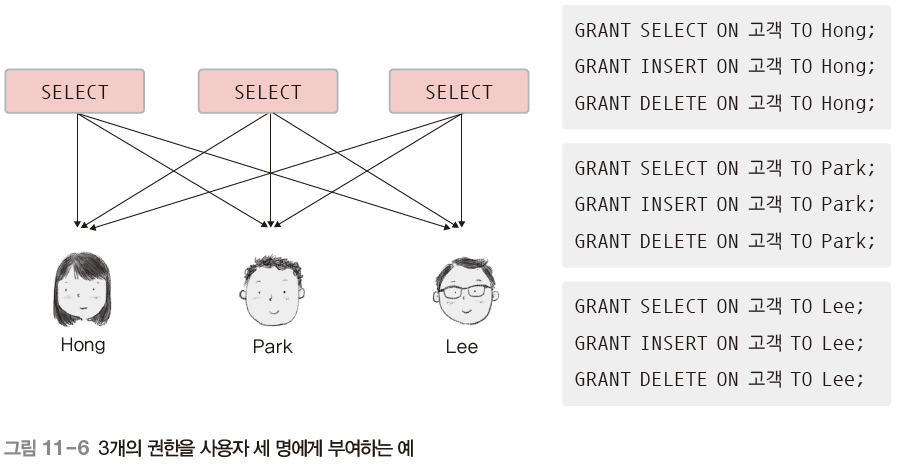 SELECT SELECT SELECT
Hong Park Lee
GRANT SELECT ON 고객 TO Hong;
GRANT INSERT ON 고객 TO Hong;
GRANT DELETE ON 고객 TO Hong;
GRANT SELECT ON 고객 TO Park;
GRANT INSERT ON 고객 TO Park;
GRANT DELETE ON 고객 TO Park;
GRANT SELECT ON 고객 TO Lee;
GRANT INSERT ON 고객 TO Lee;
GRANT DELETE ON 고객 TO Lee;
그림 11-6 3개의 권한을 사용자 세 명에게 부여하는 예